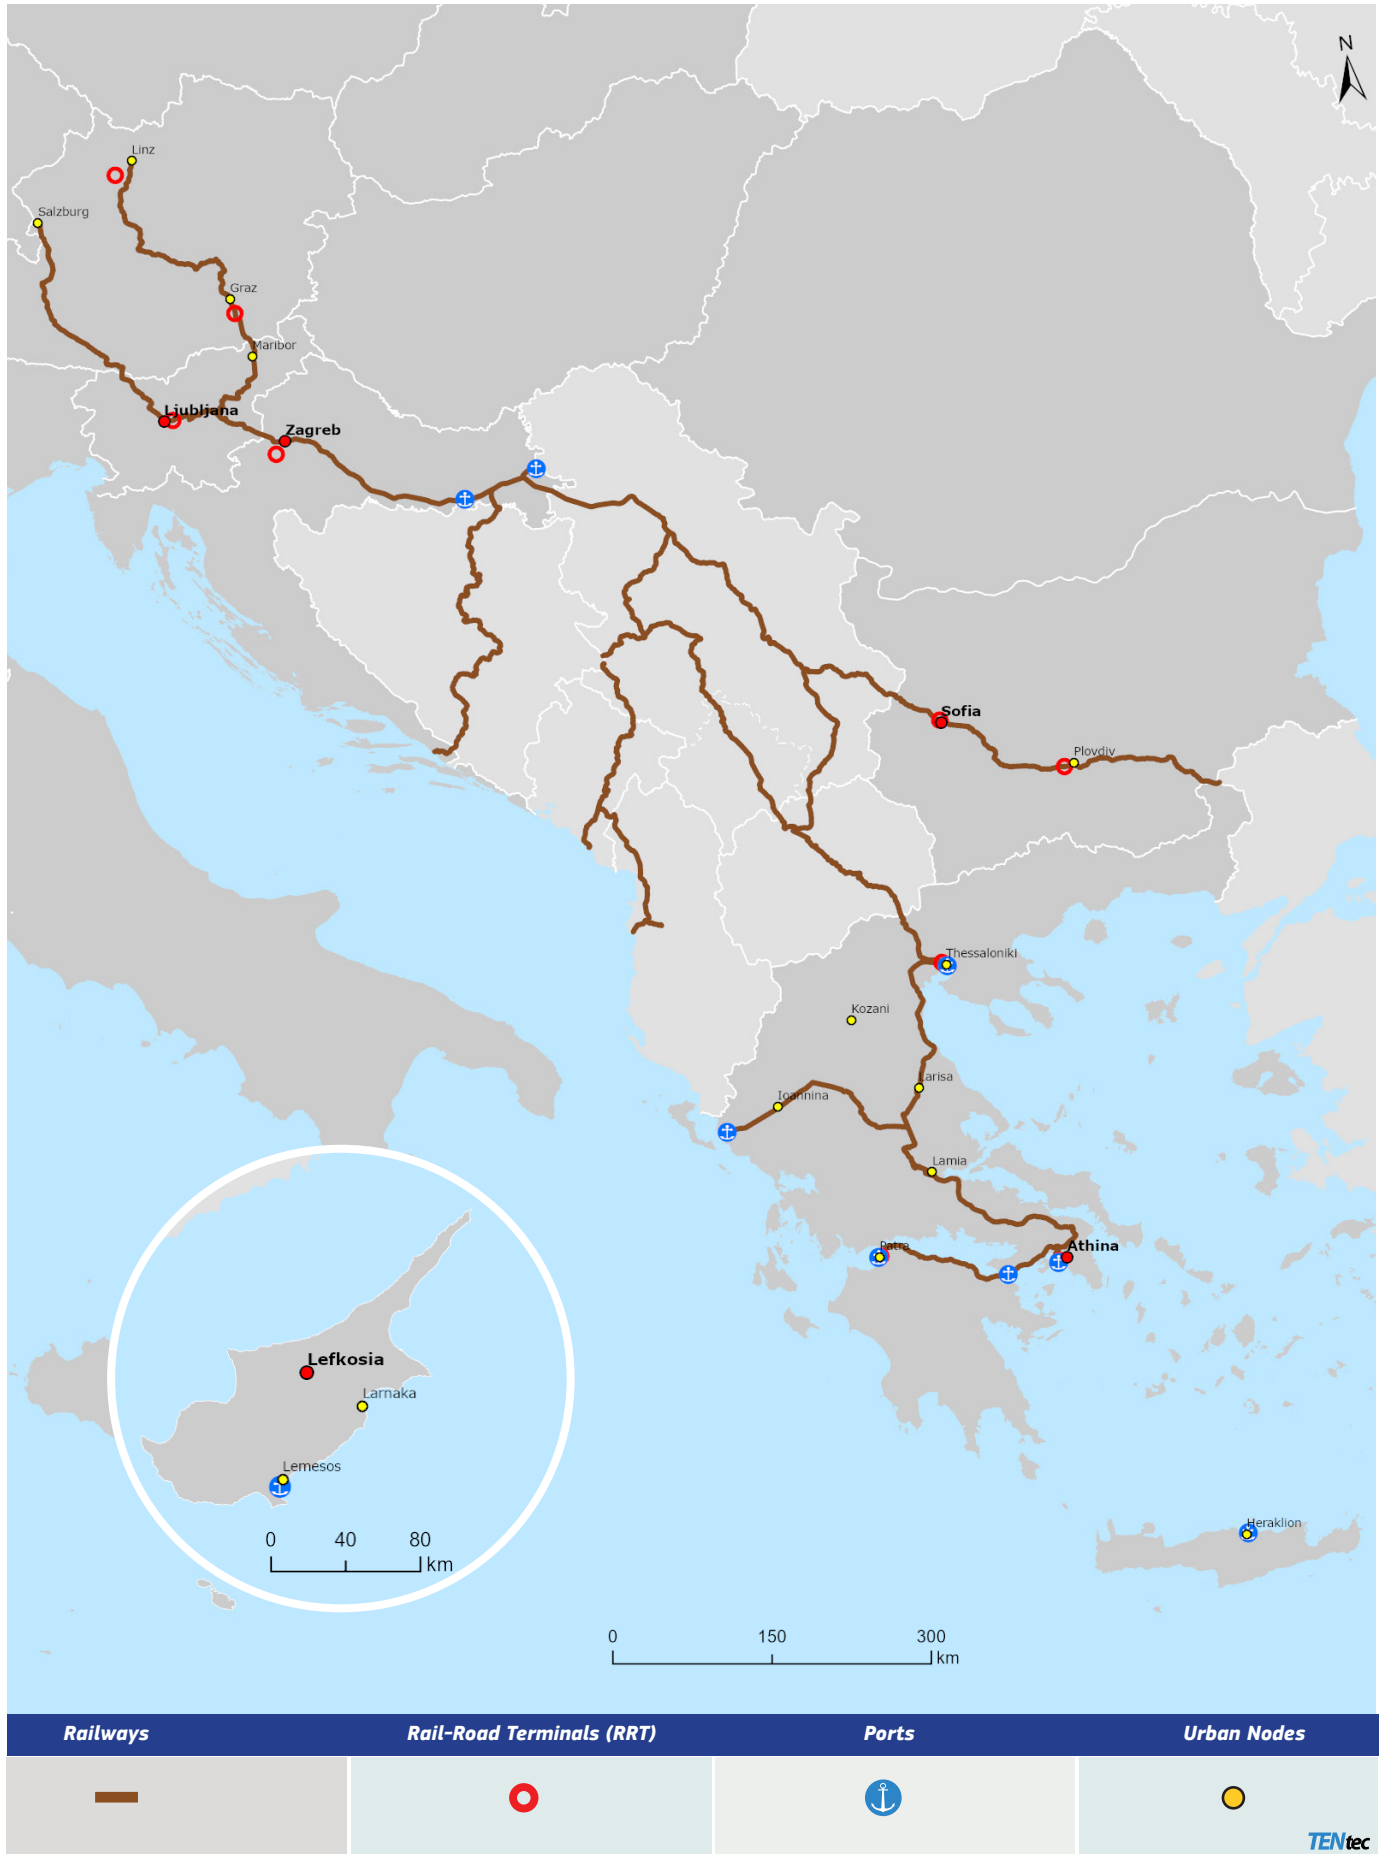 N
Linz
Salzburg
Graz
Maribor
Ljubljana
Zagreb
Sofia
Plovdiv
Thessaloniki
Kozani
Larisa
Ioannina
Lamia
Patra
Athina
Lefkosia
Larnaka
Lemesos
0 40 80
km
Heraklion
0 150 300
km
Railways Rail-Road Terminals (RRT) Ports Urban Nodes
TENtec